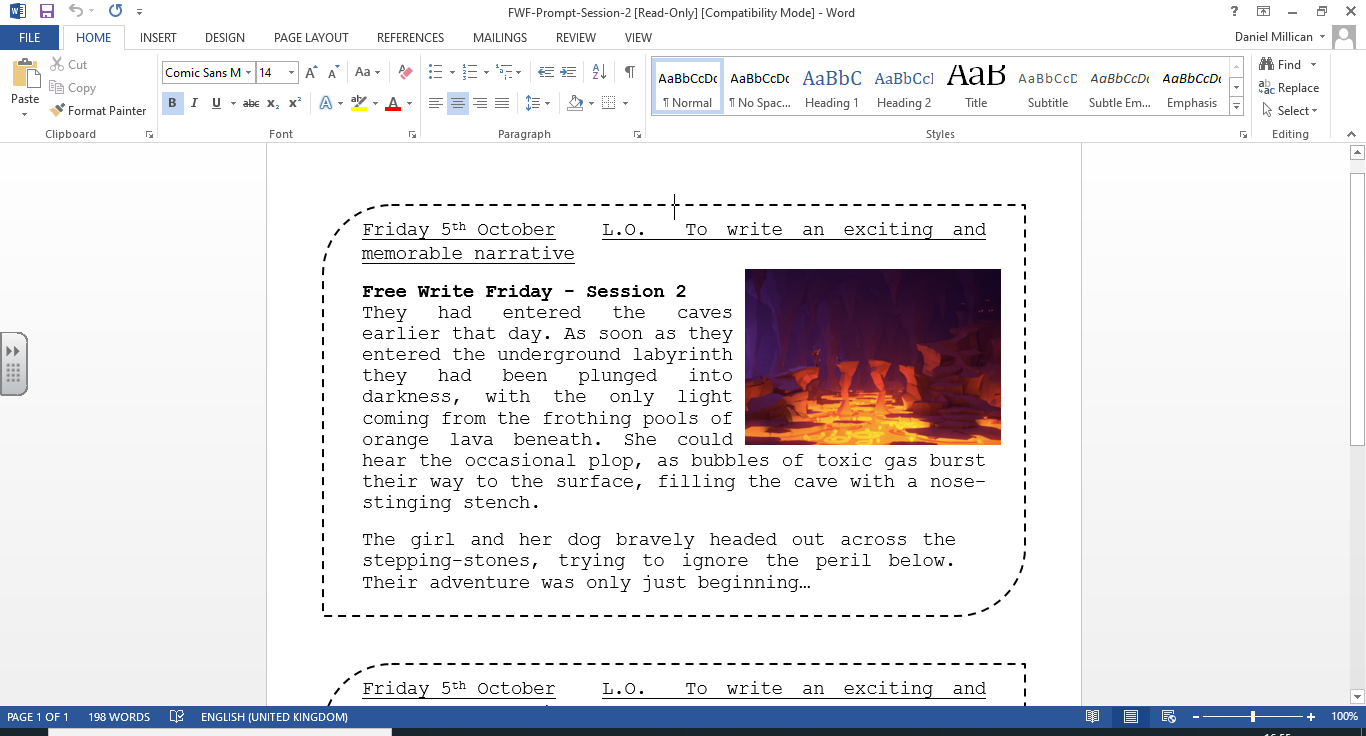 FWF-Prompt-Session-2 [Read-Only] [Compatibility Mode] - Word
FILE HOME INSERT DESIGN PAGE LAYOUT REFERENCES MAILINGS REVIEW VIEW
Daniel Millican
Paste
Cut
Copy
Format Painter
Clipboard
Comic Sans M 14
Aa
B I U abc x₂ x² A ab A
Font
Paragraph
AaBbCcDc AaBbCcDc AaBbC AaBbCcI AaB AaBbCcD AaBbCcDc AaBbCcDc
¶ Normal ¶ No Spac... Heading 1 Heading 2 Title Subtitle Subtle Em... Emphasis
Styles
Find
Replace
Select
Editing
Friday 5th October L.O. To write an exciting and
memorable narrative
Free Write Friday – Session 2
They had entered the caves
earlier that day. As soon as they
entered the underground labyrinth
they had been plunged into
darkness, with the only light
coming from the frothing pools of
orange lava beneath. She could
hear the occasional plop, as bubbles of toxic gas burst
their way to the surface, filling the cave with a nose-
stinging stench.
The girl and her dog bravely headed out across the
stepping-stones, trying to ignore the peril below.
Their adventure was only just beginning…
Friday 5th October L.O. To write an exciting and
PAGE 1 OF 1 198 WORDS ENGLISH (UNITED KINGDOM) 100%